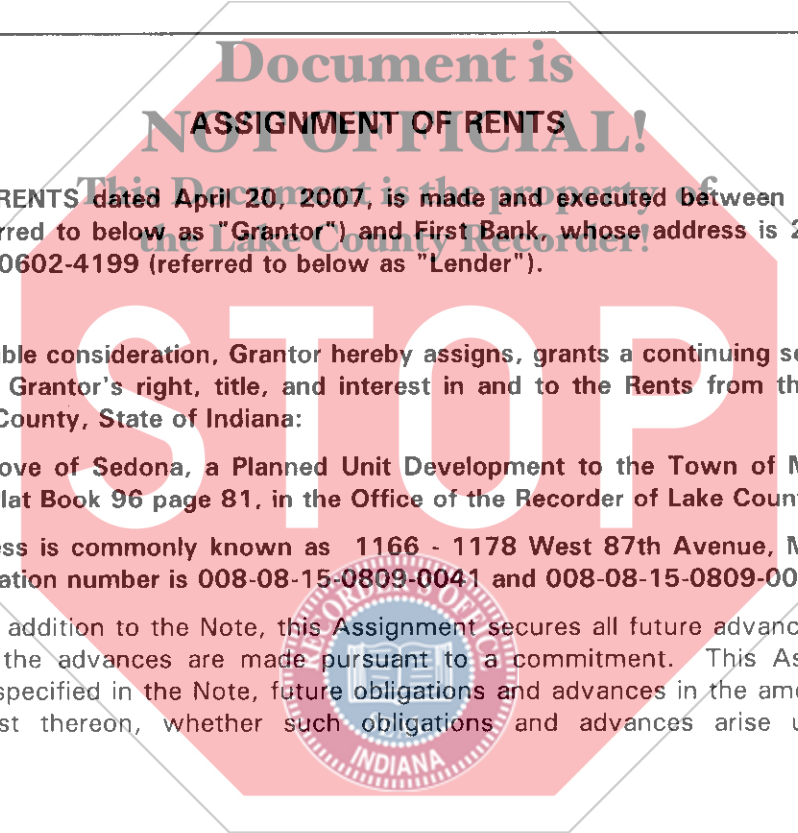 Document is
NOT OFFICIAL!
ASSIGNMENT OF RENTS
This Document is the property of
the Lake County Recorder!
RENTS dated April 20, 2007, is made and executed between
rred to below as "Grantor") and First Bank, whose address is 2
0602-4199 (referred to below as "Lender").
STOP
ble consideration, Grantor hereby assigns, grants a continuing se
Grantor's right, title, and interest in and to the Rents from th
County, State of Indiana:
ove of Sedona, a Planned Unit Development to the Town of M
lat Book 96 page 81, in the Office of the Recorder of Lake Coun
ess is commonly known as 1166 - 1178 West 87th Avenue, M
ation number is 008-08-15-0809-0041 and 008-08-15-0809-00
addition to the Note, this Assignment secures all future advanc
the advances are made pursuant to a commitment. This As
specified in the Note, future obligations and advances in the am
st thereon, whether such obligations and advances arise u
RECORDER'S OFFIC
INDIANA